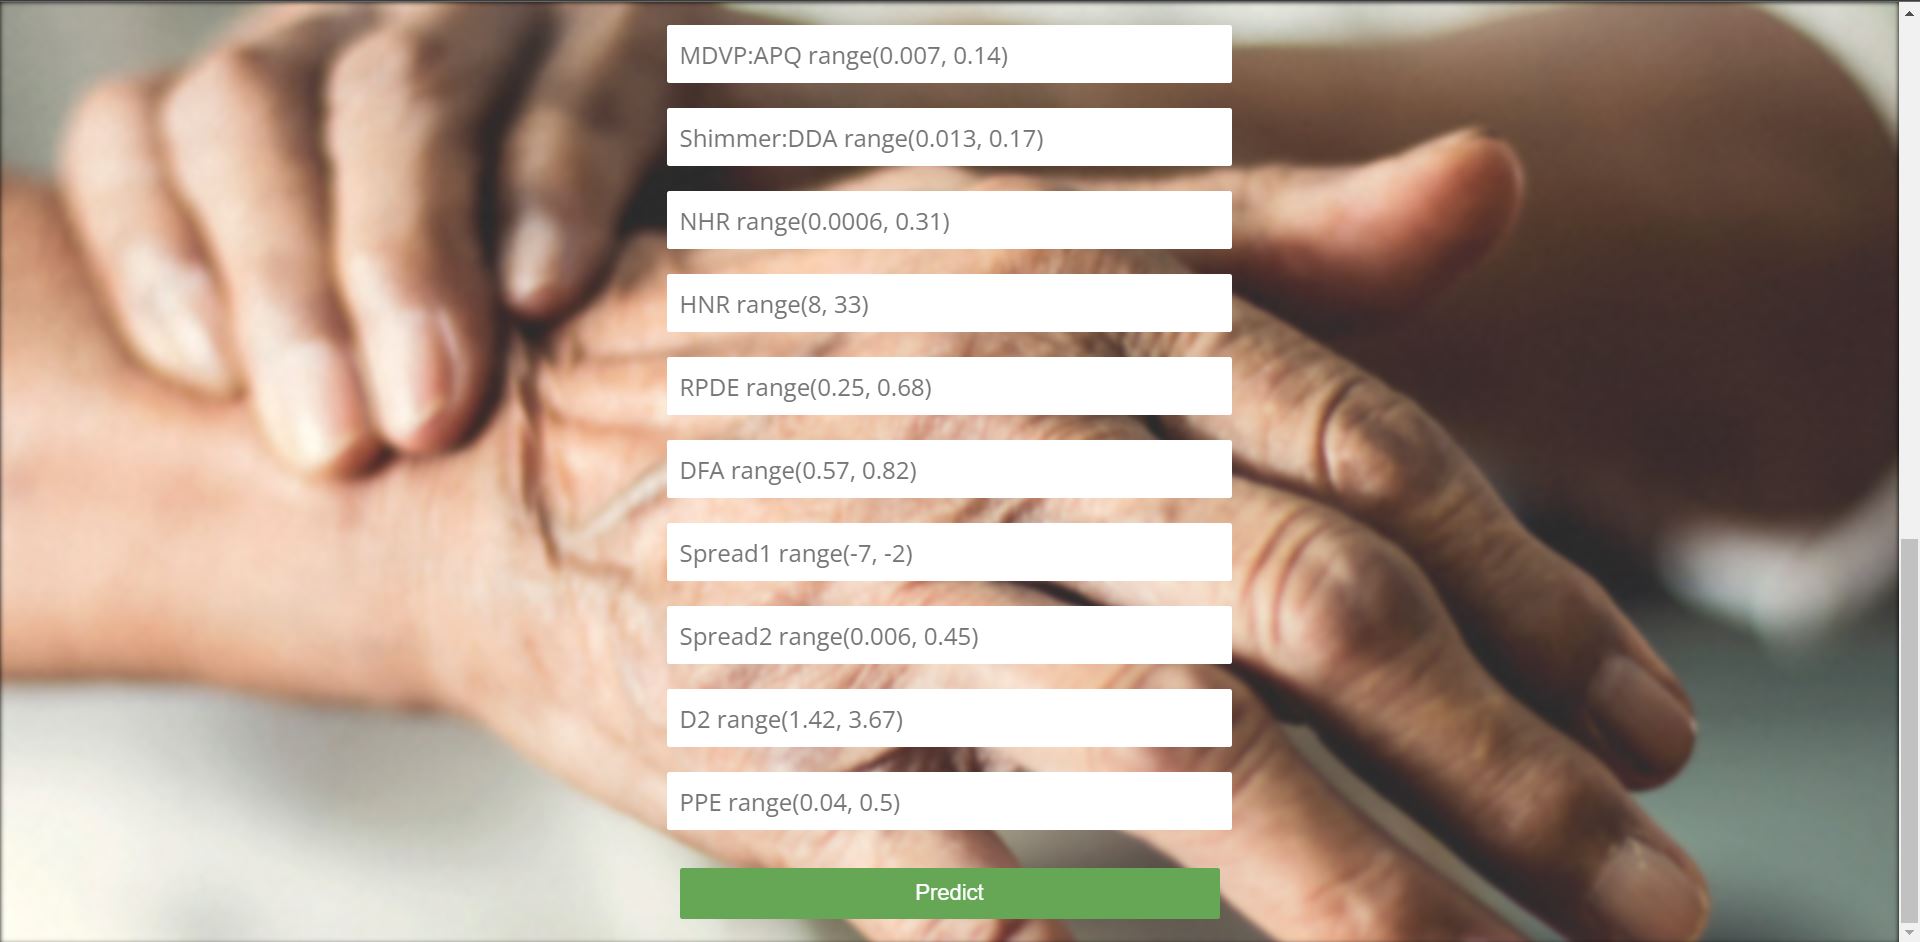 MDVP:APQ range(0.007, 0.14)
Shimmer:DDA range(0.013, 0.17)
NHR range(0.0006, 0.31)
HNR range(8, 33)
RPDE range(0.25, 0.68)
DFA range(0.57, 0.82)
Spread1 range(-7, -2)
Spread2 range(0.006, 0.45)
D2 range(1.42, 3.67)
PPE range(0.04, 0.5)
Predict